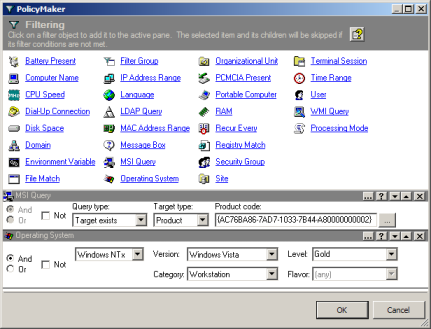 PolicyMaker
Filtering
Click on a filter object to add it to the active pane. The selected item and its children will be skipped if
its filter conditions are not met.
Battery Present Filter Group Organizational Unit Terminal Session
Computer Name IP Address Range PCMCIA Present Time Range
CPU Speed Language Portable Computer User
Dial-Up Connection LDAP Query RAM WMI Query
Disk Space MAC Address Range Recur Every Processing Mode
Domain Message Box Registry Match
Environment Variable MSI Query Security Group
File Match Operating System Site
MSI Query
And
Or
Not
Query type: Target type: Product code:
Target exists Product {AC76BA86-7AD7-1033-7B44-A80000000002} ...
Operating System
And
Or
Not
Windows NTx Version: Windows Vista Level: Gold
Category: Workstation Flavor: (any)
OK Cancel